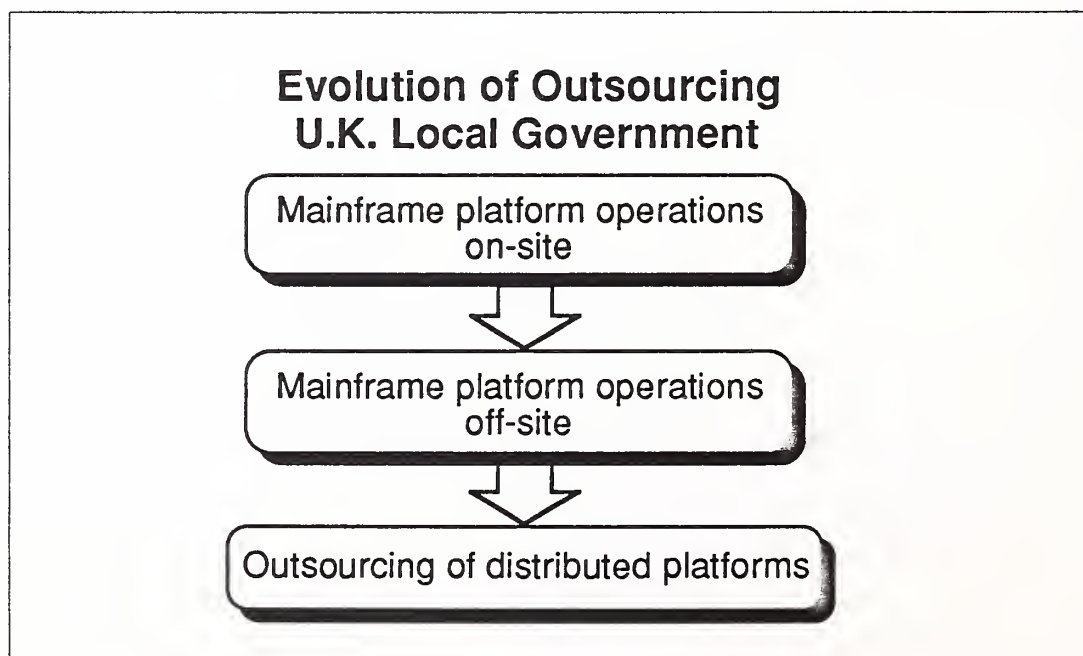 Evolution of Outsourcing
U.K. Local Government
Mainframe platform operations
on-site
Mainframe platform operations
off-site
Outsourcing of distributed platforms